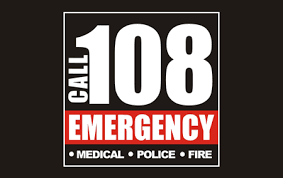 CALL 108
EMERGENCY
• MEDICAL • POLICE • FIRE